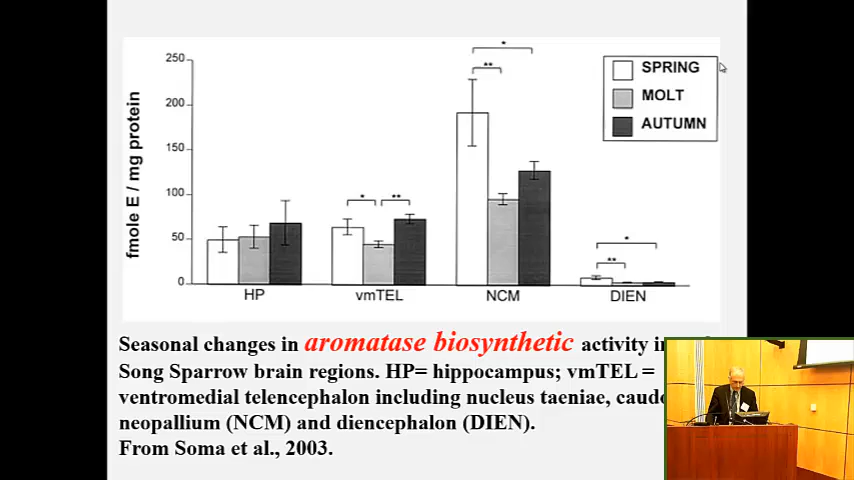 250
200
150
100
50
0
fmole E / mg protein
SPRING
MOLT
AUTUMN
*
**
*
**
*
**
HP
vmTEL
NCM
DIEN
Seasonal changes in aromatase biosynthetic activity in
Song Sparrow brain regions. HP= hippocampus; vmTEL =
ventromedial telencephalon including nucleus taeniae,
neopallium (NCM) and diencephalon (DIEN).
From Soma et al., 2003.